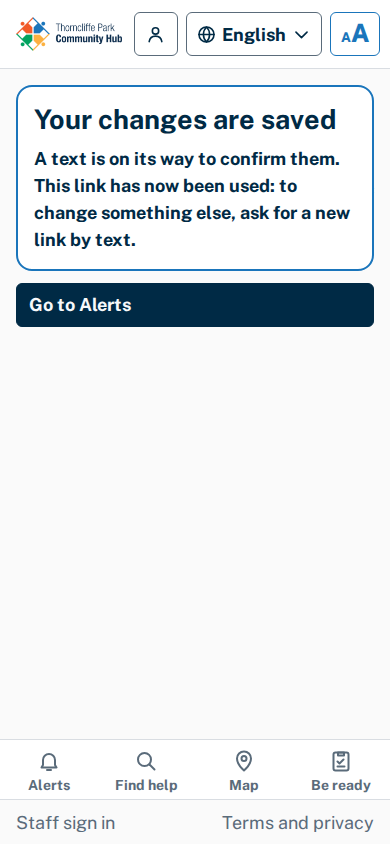 Thorncliffe Park
Community Hub
English
AA
Your changes are saved
A text is on its way to confirm them.
This link has now been used: to
change something else, ask for a new
link by text.
Go to Alerts
Alerts
Find help
Map
Be ready
Staff sign in
Terms and privacy